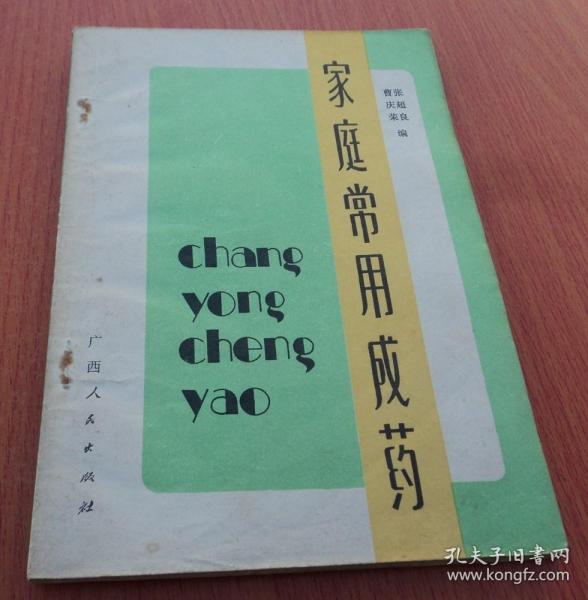 家庭常用成药
张超良
曹庆荣
编
chang
yong
cheng
yao
广西人民出版社
孔夫子旧书网
www.kongfz.com